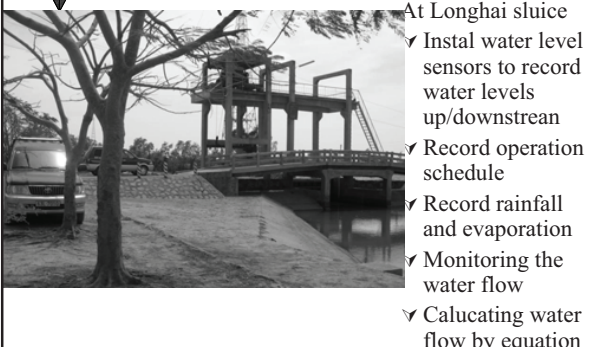 At Longhai sluice
✓ Instal water level
sensors to record
water levels
up/downstrean
✓ Record operation
schedule
✓ Record rainfall
and evaporation
✓ Monitoring the
water flow
✓ Calucating water
flow by equation